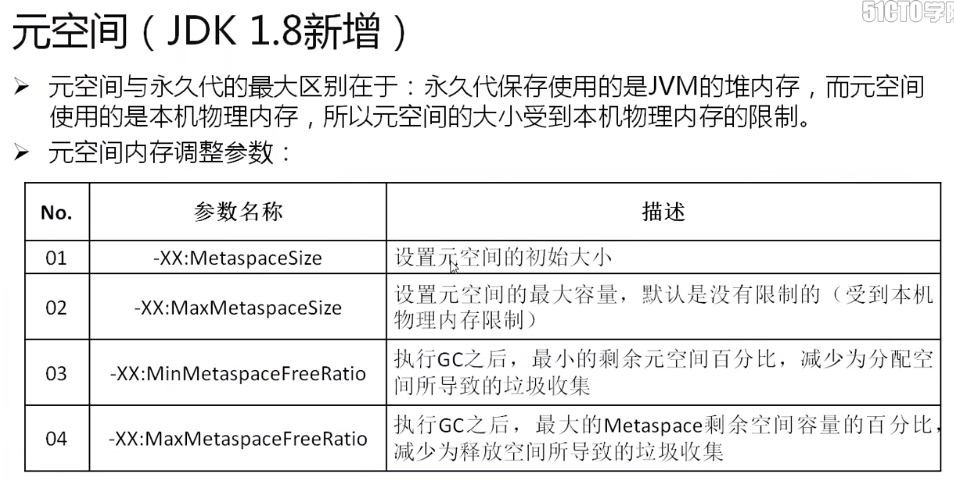 51CTO学院
元空间（JDK 1.8新增）
➢ 元空间与永久代的最大区别在于：永久代保存使用的是JVM的堆内存，而元空间
使用的是本机物理内存，所以元空间的大小受到本机物理内存的限制。
➢ 元空间内存调整参数：
No. 参数名称 描述
01 -XX:MetaspaceSize 设置元空间的初始大小
02 -XX:MaxMetaspaceSize 设置元空间的最大容量，默认是没有限制的（受到本机
物理内存限制）
03 -XX:MinMetaspaceFreeRatio 执行GC之后，最小的剩余元空间百分比，减少为分配空
间所导致的垃圾收集
04 -XX:MaxMetaspaceFreeRatio 执行GC之后，最大的Metaspace剩余空间容量的百分比，
减少为释放空间所导致的垃圾收集